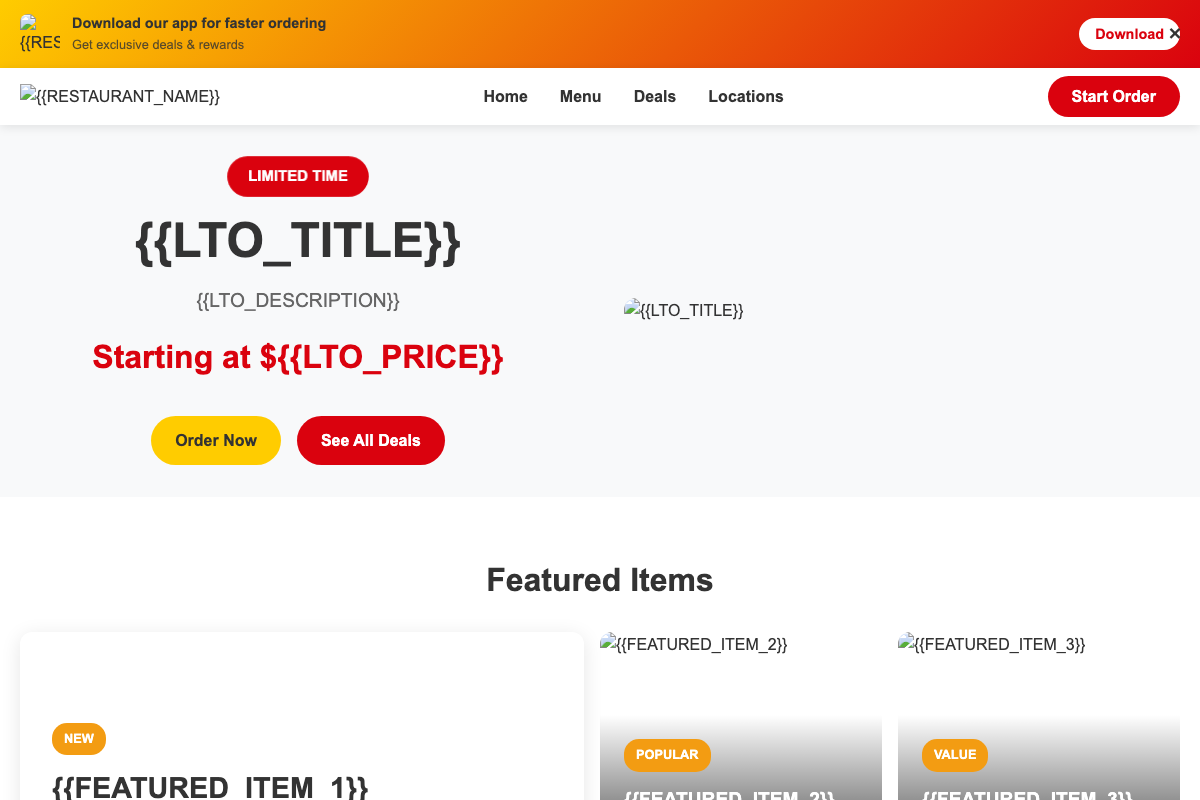 Download our app for faster ordering
{{RES
Get exclusive deals & rewards
Download ✕
{{RESTAURANT_NAME}}
Home
Menu
Deals
Locations
Start Order
LIMITED TIME
{{LTO_TITLE}}
{{LTO_DESCRIPTION}}
Starting at ${{LTO_PRICE}}
Order Now
See All Deals
{{LTO_TITLE}}
Featured Items
NEW
{{FEATURED_ITEM_1}}
{{FEATURED_ITEM_2}}
POPULAR
{{FEATURED_ITEM_2}}
{{FEATURED_ITEM_3}}
VALUE
{{FEATURED_ITEM_3}}